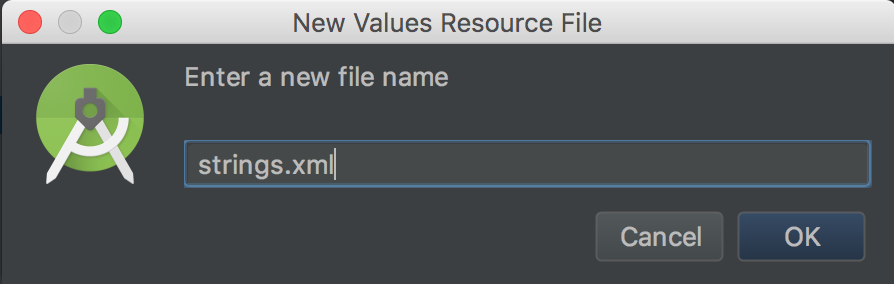 New Values Resource File
Enter a new file name
strings.xml
Cancel OK